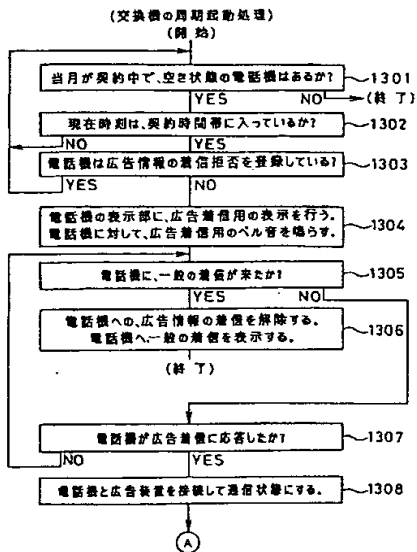 (交換機の周期起動処理)
(開始)
当月が契約中で、空き状態の電話機はあるか?
1301
YES
NO
(終了)
現在時刻は、契約時間帯に入っているか?
1302
NO
YES
電話機は広告情報の着信拒否を登録している?
1303
YES
NO
電話機の表示部に、広告着信用の表示を行う。
電話機に対して、広告着信用のベル音を鳴らす。
1304
電話機に、一般の着信が来たか?
1305
YES
NO
電話機への、広告情報の着信を解除する。
電話機へ一般の着信を表示する。
1306
(終了)
電話機が広告着信に応答したか?
1307
NO
YES
電話機と広告装置を接続して通信状態にする。
1308
A